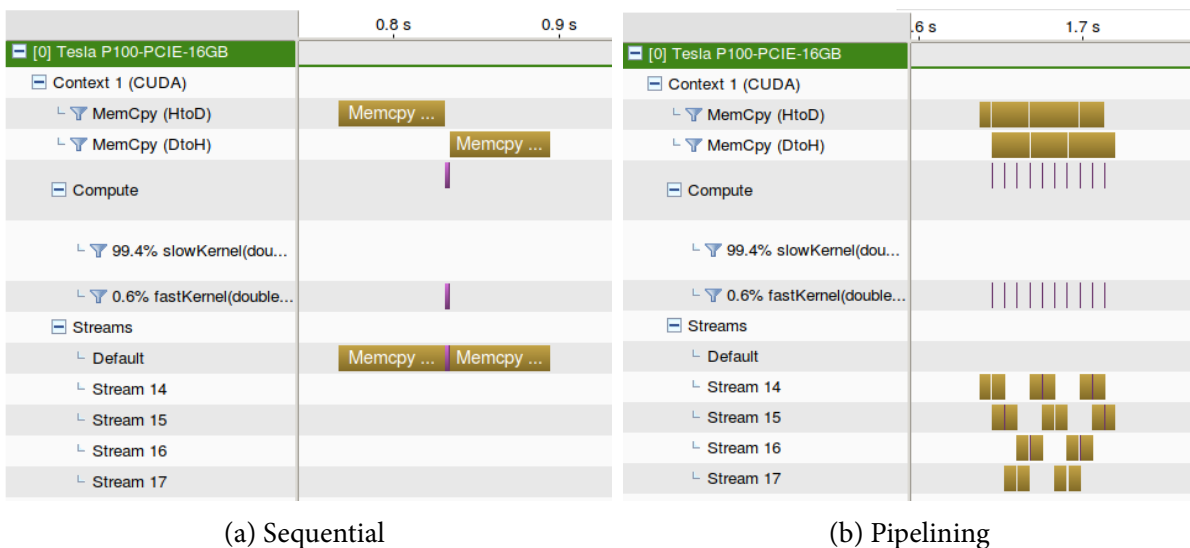 0.8 s 0.9 s
[0] Tesla P100-PCIE-16GB
Context 1 (CUDA)
MemCpy (HtoD) Memcpy ...
MemCpy (DtoH) Memcpy ...
Compute
99.4% slowKernel(dou...
0.6% fastKernel(double...
Streams
Default Memcpy ... Memcpy ...
Stream 14
Stream 15
Stream 16
Stream 17
(a) Sequential
.6 s 1.7 s
[0] Tesla P100-PCIE-16GB
Context 1 (CUDA)
MemCpy (HtoD)
MemCpy (DtoH)
Compute
99.4% slowKernel(dou...
0.6% fastKernel(double...
Streams
Default
Stream 14
Stream 15
Stream 16
Stream 17
(b) Pipelining